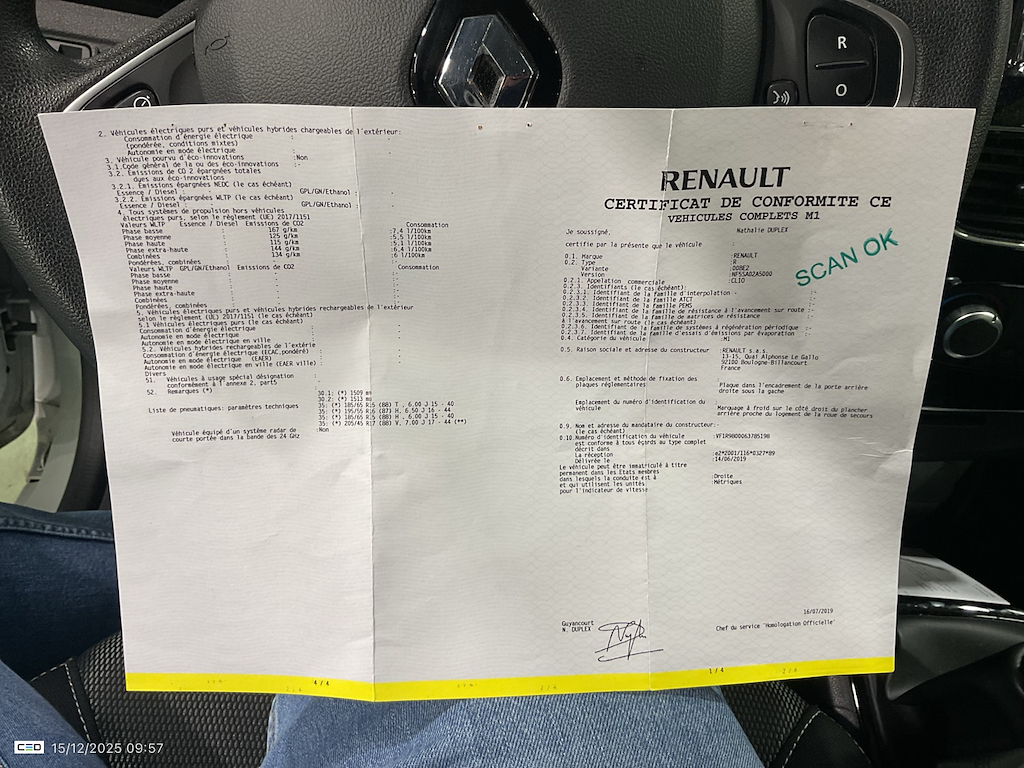 R
O
2. Véhicules électriques purs et véhicules hybrides chargeables de l'extérieur:
Consommation d'énergie électrique :
(pondérée, conditions mixtes)
Autonomie en mode électrique :
3. Véhicule pourvu d'éco-innovations :Non
3.1.Code général de la ou des éco-innovations :-
3.2. Emissions de CO 2 épargnées totales
dues aux éco-innovations
3.2.1. Emissions épargnées NEDC (le cas échéant)
Essence / Diesel : GPL/GN/Ethanol :
3.2.2. Emissions épargnées WLTP (le cas échéant)
Essence / Diesel : GPL/GN/Ethanol :
4. Tous systèmes de propulsion hors véhicules
électriques purs, selon le règlement (UE) 2017/1151
Valeurs WLTP Essence / Diesel Emissions de CO2 Consommation
Phase basse 167 g/km :7,4 l/100km
Phase moyenne 125 g/km :5,5 l/100km
Phase haute 115 g/km :5,1 l/100km
Phase extra-haute 144 g/km :6,4 l/100km
Combinées 134 g/km :6 l/100km
Pondérées, combinées :
Valeurs WLTP GPL/GN/Ethanol Emissions de CO2 Consommation
Phase basse
Phase moyenne
Phase haute
Phase extra-haute
Combinées
Pondérées, combinées
5. Véhicules électriques purs et véhicules hybrides rechargeables de l'extérieur
selon le règlement (UE) 2017/1151 (le cas échéant)
5.1 Véhicules électriques purs (le cas échéant)
Consommation d'énergie électrique :
Autonomie en mode électrique :
Autonomie en mode électrique en ville :
5.2. Véhicules hybrides rechargeables de l'extérie
Consommation d'énergie électrique (ECAC,pondéré) :
Autonomie en mode électrique (EAER) :
Autonomie en mode électrique en ville (EAER ville) :
Divers
51. Véhicules à usage spécial désignation :
conformément à l'annexe 2, part5
52. Remarques (*) :
30.1: (*) 1509 mm
30.2: (*) 1513 mm
Liste de pneumatiques: paramètres techniques
35: (*) 185/65 R15 (88) T , 6.00 J 15 - 40
35: (*) 195/55 R16 (87) H, 6.50 J 16 - 44
35: (*) 185/65 R15 (88) H , 6.00 J 15 - 40
35: (*) 205/45 R17 (88) V, 7.00 J 17 - 44 (**)
Véhicule équipé d'un système radar de :Non
courte portée dans la bande des 24 GHz
4/4
RENAULT
CERTIFICAT DE CONFORMITE CE
VEHICULES COMPLETS M1
Je soussigné, Nathalie DUPLEX
certifie par la présente que le véhicule :
SCAN OK
0.1. Marque :RENAULT
0.2. Type :R
Variante
Version
0.2.1. Appelation commerciale :CLIO
0.2.3. Identifiants (le cas échéant):
0.2.3.1. Identifiant de la famille d'interpolation -
0.2.3.2. Identifiant de la famille ATCT
0.2.3.3. Identifiant de la famille PEMS
0.2.3.4. Identifiant de la famille de résistance à l'avancement sur route :-
0.2.3.5. Identifiant de la famille de matrices de résistance
à l'avancement sur route (le cas échéant)
0.2.3.6. Identifiant de la famille de systèmes à régénération périodique :-
0.2.3.7. Identifiant de la famille d'essais d'émissions par évaporation :-
0.4. Catégorie du véhicule :M1
0.5. Raison sociale et adresse du constructeur :RENAULT s.a.s.
13-15, Quai Alphonse Le Gallo
92100 Boulogne-Billancourt
France
0.6. Emplacement et méthode de fixation des
plaques réglementaires
:Plaque dans l'encadrement de la porte arrière
droite sous la gache
Emplacement du numéro d'identification du
véhicule
:Marquage à froid sur le côté droit du plancher
arrière proche du logement de la roue de secours
0.9. Nom et adresse du mandataire du constructeur:-
(le cas échéant)
0.10.Numéro d'identification du véhicule :VF1R9800063785198
est conforme à tous égards au type complet
décrit dans
La réception :e2*2001/116*0327*89
Délivrée le :14/06/2019
Le véhicule peut être immatriculé à titre
permanent dans les Etats membres
dans lesquels la conduite est à :Droite
et qui utilisent les unités :Métriques
pour l'indicateur de vitesse
16/07/2019
Guyancourt
N. DUPLEX
Chef du service "Homologation Officielle"
1/4
CEO 15/12/2025 09:57